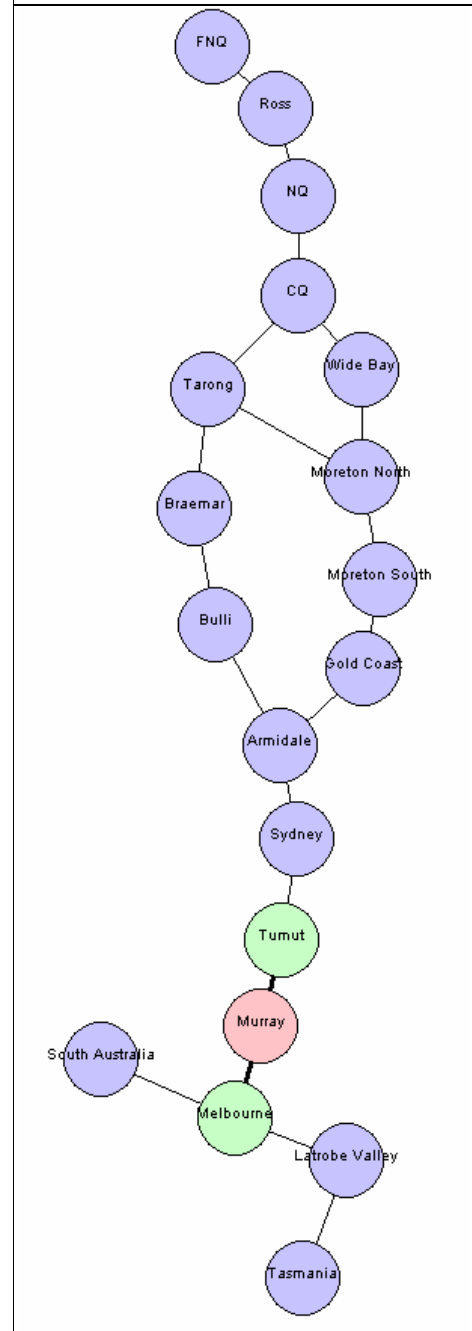 FNQ
Ross
NQ
CQ
Wide Bay
Tarong
Moreton North
Braemar
Moreton South
Bulli
Gold Coast
Armidale
Sydney
Tumut
Murray
South Australia
Melbourne
Latrobe Valley
Tasmania